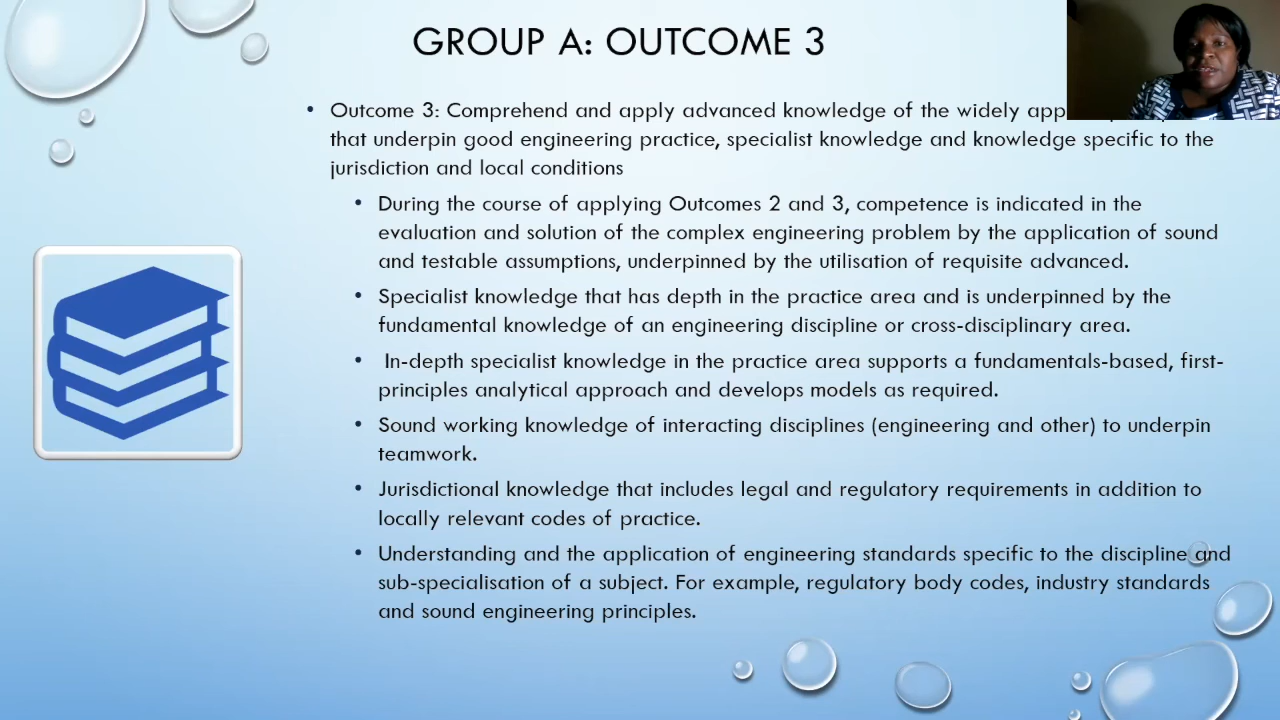 GROUP A: OUTCOME 3
• Outcome 3: Comprehend and apply advanced knowledge of the widely
that underpin good engineering practice, specialist knowledge and knowledge specific to the
jurisdiction and local conditions
• During the course of applying Outcomes 2 and 3, competence is indicated in the
evaluation and solution of the complex engineering problem by the application of sound
and testable assumptions, underpinned by the utilisation of requisite advanced.
• Specialist knowledge that has depth in the practice area and is underpinned by the
fundamental knowledge of an engineering discipline or cross-disciplinary area.
• In-depth specialist knowledge in the practice area supports a fundamentals-based, first-
principles analytical approach and develops models as required.
• Sound working knowledge of interacting disciplines (engineering and other) to underpin
teamwork.
• Jurisdictional knowledge that includes legal and regulatory requirements in addition to
locally relevant codes of practice.
• Understanding and the application of engineering standards specific to the discipline and
sub-specialisation of a subject. For example, regulatory body codes, industry standards
and sound engineering principles.